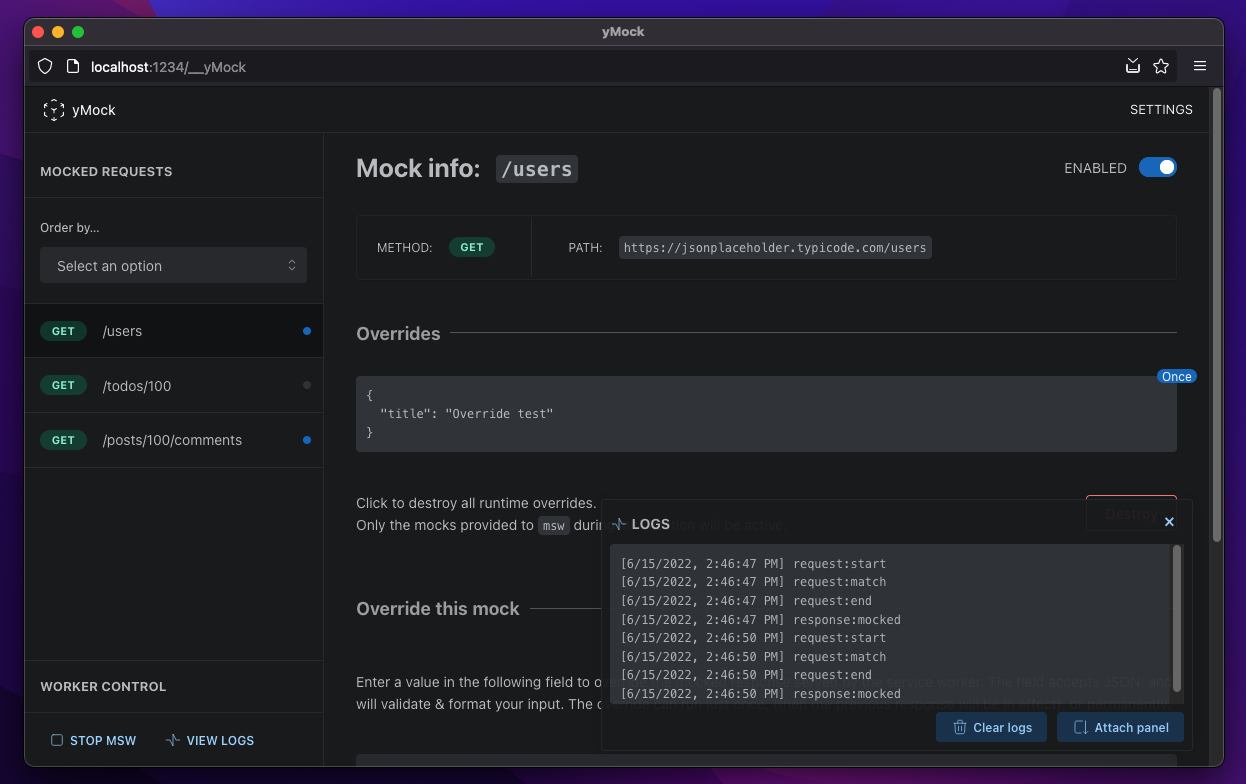 yMock
localhost:1234/__yMock
yMock
SETTINGS
MOCKED REQUESTS
Order by...
Select an option
GET /users
GET /todos/100
GET /posts/100/comments
WORKER CONTROL
STOP MSW VIEW LOGS
Mock info: /users
ENABLED
METHOD: GET PATH: https://jsonplaceholder.typicode.com/users
Overrides
Once
{
"title": "Override test"
}
Click to destroy all runtime overrides.
Only the mocks provided to msw during will be active.
Destroy
Override this mock
Enter a value in the following field to service worker. The field accepts JSON, and
will validate & format your input. The
LOGS
[6/15/2022, 2:46:47 PM] request:start
[6/15/2022, 2:46:47 PM] request:match
[6/15/2022, 2:46:47 PM] request:end
[6/15/2022, 2:46:47 PM] response:mocked
[6/15/2022, 2:46:50 PM] request:start
[6/15/2022, 2:46:50 PM] request:match
[6/15/2022, 2:46:50 PM] request:end
[6/15/2022, 2:46:50 PM] response:mocked
Clear logs Attach panel